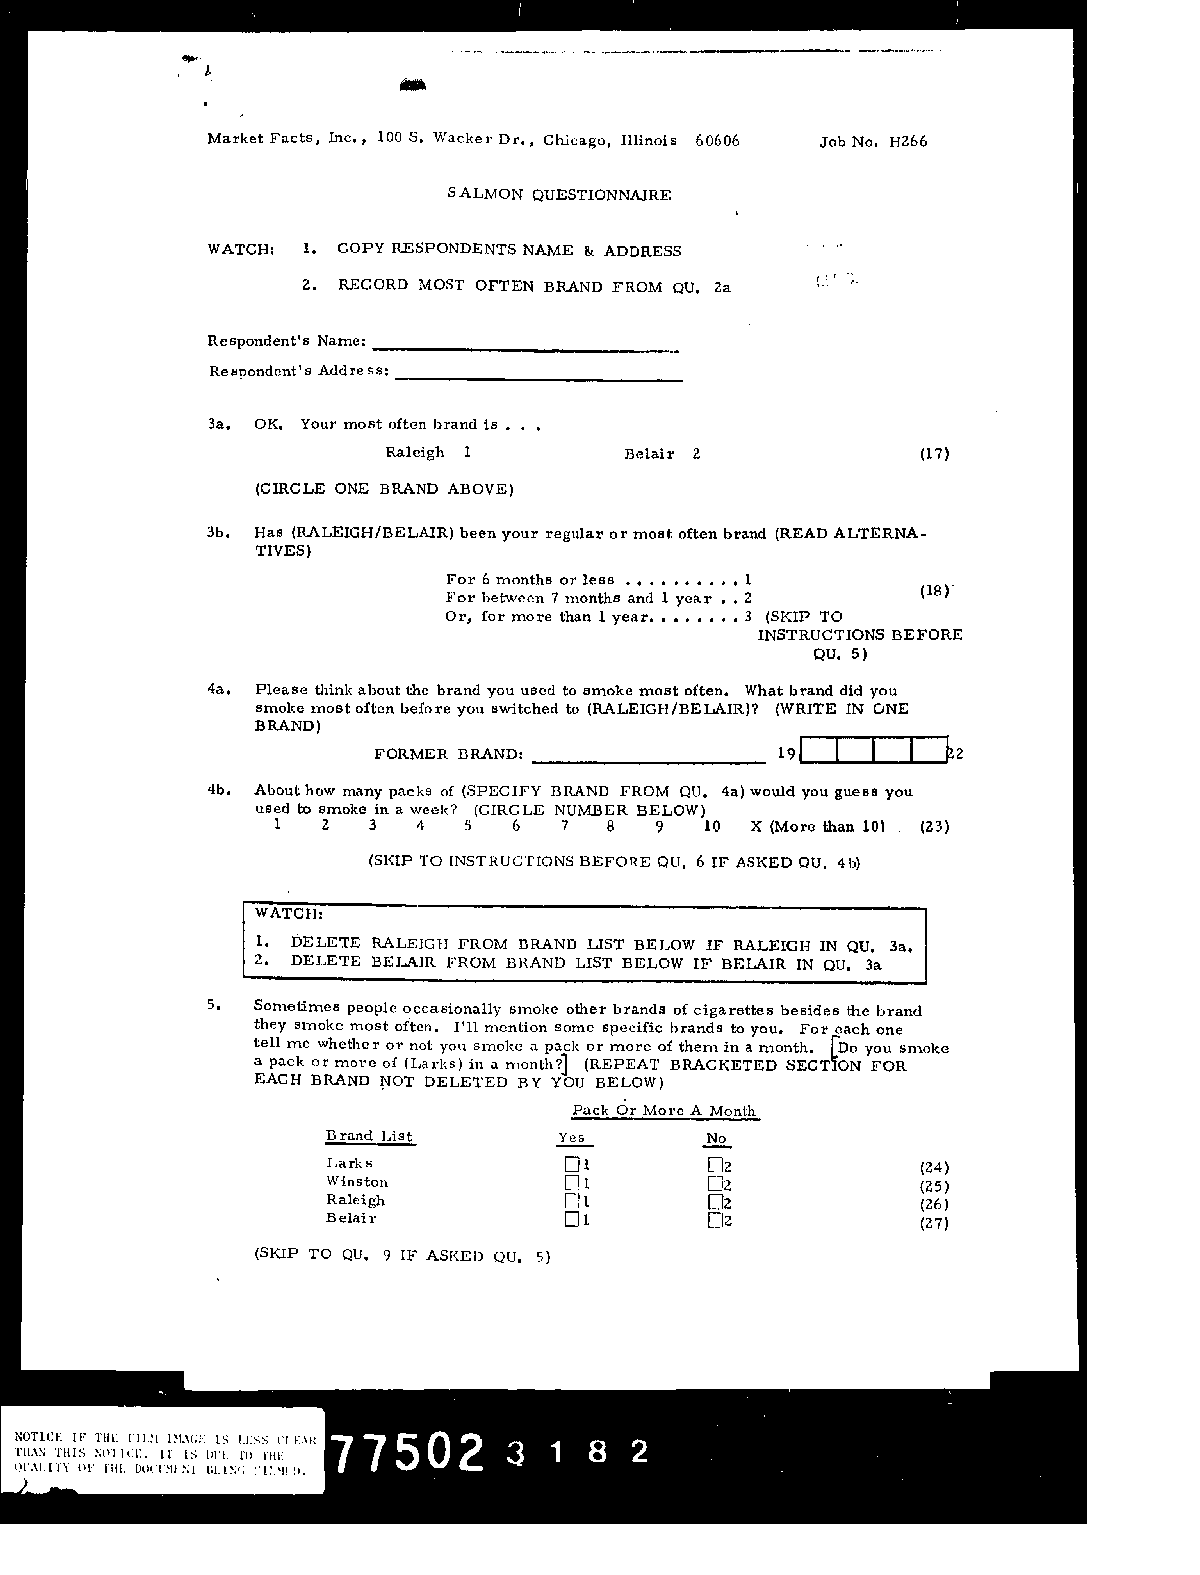 Market Facts, Inc., 100 S. Wacker Dr., Chicago, Illinois 60606 Job No. H266
SALMON QUESTIONNAIRE
WATCH: 1. COPY RESPONDENTS NAME & ADDRESS
2. RECORD MOST OFTEN BRAND FROM QU. 2a
Respondent's Name:
Respondent's Address:
3a. OK. Your most often brand is . . .
Raleigh 1 Belair 2 (17)
(CIRCLE ONE BRAND ABOVE)
3b. Has (RALEIGH/BELAIR) been your regular or most often brand (READ ALTERNA-
TIVES)
For 6 months or less . . . . . . . . . . 1
For between 7 months and 1 year . . 2 (18)
Or, for more than 1 year. . . . . . . . 3 (SKIP TO
INSTRUCTIONS BEFORE
QU. 5)
4a. Please think about the brand you used to smoke most often. What brand did you
smoke most often before you switched to (RALEIGH/BELAIR)? (WRITE IN ONE
BRAND)
FORMER BRAND: 19 22
4b. About how many packs of (SPECIFY BRAND FROM QU. 4a) would you guess you
used to smoke in a week? (CIRCLE NUMBER BELOW)
1 2 3 4 5 6 7 8 9 10 X (More than 10) (23)
(SKIP TO INSTRUCTIONS BEFORE QU. 6 IF ASKED QU. 4b)
WATCH:
1. DELETE RALEIGH FROM BRAND LIST BELOW IF RALEIGH IN QU. 3a.
2. DELETE BELAIR FROM BRAND LIST BELOW IF BELAIR IN QU. 3a
5. Sometimes people occasionally smoke other brands of cigarettes besides the brand
they smoke most often. I'll mention some specific brands to you. For each one
tell me whether or not you smoke a pack or more of them in a month. [Do you smoke
a pack or more of (Larks) in a month?] (REPEAT BRACKETED SECTION FOR
EACH BRAND NOT DELETED BY YOU BELOW)
Pack Or More A Month
Brand List Yes No
Larks 1 2 (24)
Winston 1 2 (25)
Raleigh 1 2 (26)
Belair 1 2 (27)
(SKIP TO QU. 9 IF ASKED QU. 5)
NOTICE IF THE FILM IMAGE IS LESS CLEAR
THAN THIS NOTICE. IT IS DUE TO THE
QUALITY OF THE DOCUMENT BEING FILMED.
77502 3182